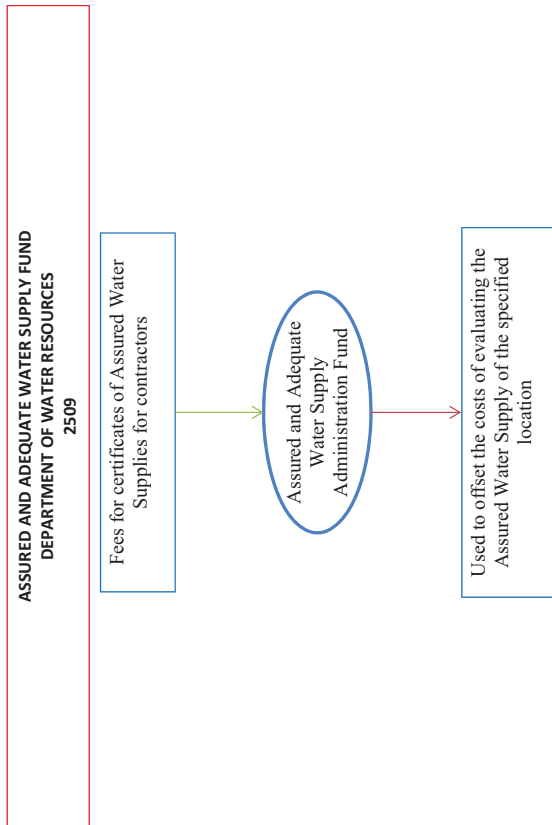 ASSURED AND ADEQUATE WATER SUPPLY FUND
DEPARTMENT OF WATER RESOURCES
2509
Fees for certificates of Assured Water
Supplies for contractors
Assured and Adequate
Water Supply
Administration Fund
Used to offset the costs of evaluating the
Assured Water Supply of the specified
location